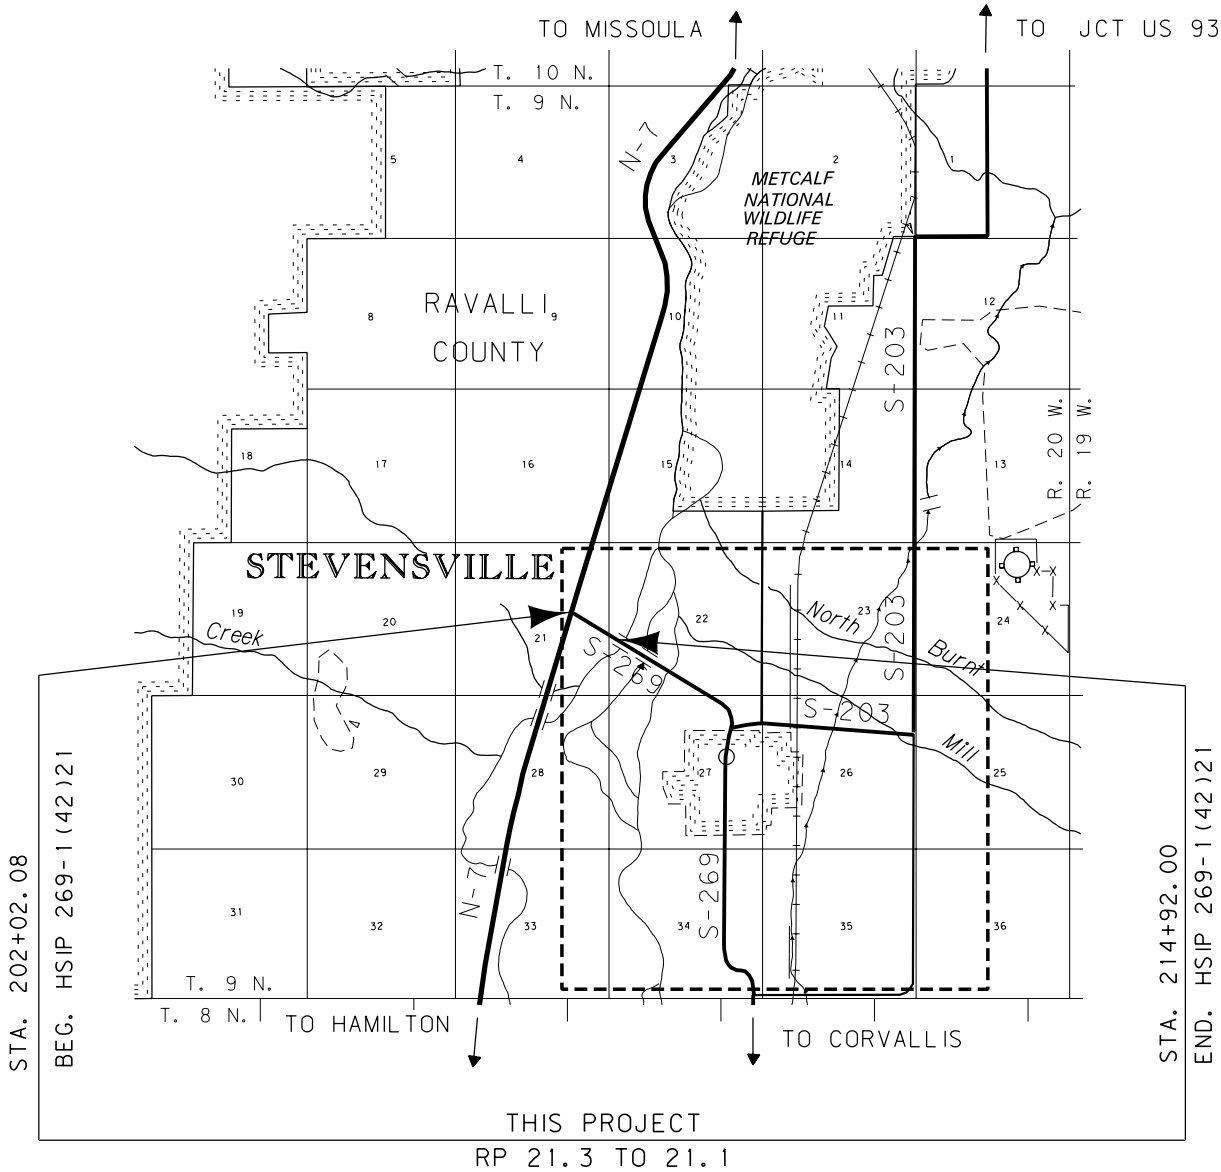 TO MISSOULA
TO JCT US 93
T. 10 N.
T. 9 N.
N-7
5
4
3
2
1
METCALF
NATIONAL
WILDLIFE
REFUGE
RAVALLI
COUNTY
8
9
10
11
12
S-203
R. 20 W.
R. 19 W.
18
17
16
15
14
13
STEVENSVILLE
19
20
21
22
23
24
Creek
North
Burnt
S-203
S-269
S-203
Mill
30
29
28
27
26
25
N-7
S-269
31
32
33
34
35
36
T. 9 N.
T. 8 N.
TO HAMILTON
TO CORVALLIS
STA. 202+02.08
BEG. HSIP 269-1(42)21
STA. 214+92.00
END. HSIP 269-1(42)21
THIS PROJECT
RP 21.3 TO 21.1